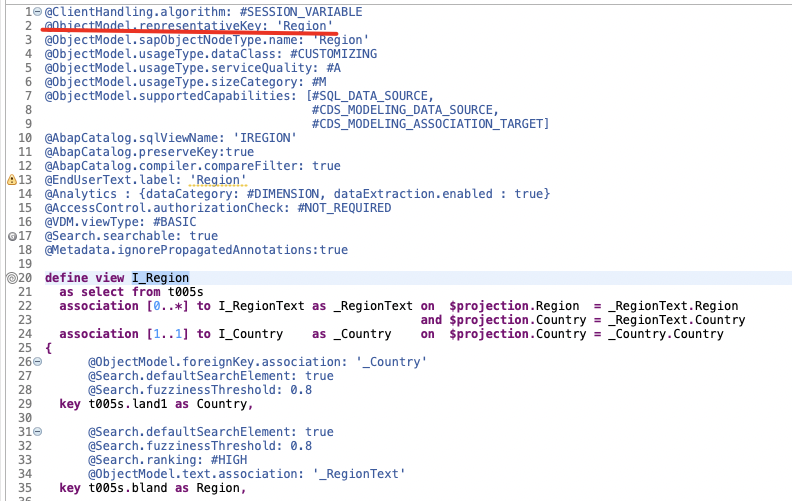 1 @ClientHandling.algorithm: #SESSION_VARIABLE
2 @ObjectModel.representativeKey: 'Region'
3 @ObjectModel.sapObjectNodeType.name: 'Region'
4 @ObjectModel.usageType.dataClass: #CUSTOMIZING
5 @ObjectModel.usageType.serviceQuality: #A
6 @ObjectModel.usageType.sizeCategory: #M
7 @ObjectModel.supportedCapabilities: [#SQL_DATA_SOURCE,
8 #CDS_MODELING_DATA_SOURCE,
9 #CDS_MODELING_ASSOCIATION_TARGET]
10 @AbapCatalog.sqlViewName: 'IREGION'
11 @AbapCatalog.preserveKey:true
12 @AbapCatalog.compiler.compareFilter: true
13 @EndUserText.label: 'Region'
14 @Analytics : {dataCategory: #DIMENSION, dataExtraction.enabled : true}
15 @AccessControl.authorizationCheck: #NOT_REQUIRED
16 @VDM.viewType: #BASIC
17 @Search.searchable: true
18 @Metadata.ignorePropagatedAnnotations:true
19
20 define view I_Region
21 as select from t005s
22 association [0..*] to I_RegionText as _RegionText on $projection.Region = _RegionText.Region
23 and $projection.Country = _RegionText.Country
24 association [1..1] to I_Country as _Country on $projection.Country = _Country.Country
25 {
26 @ObjectModel.foreignKey.association: '_Country'
27 @Search.defaultSearchElement: true
28 @Search.fuzzinessThreshold: 0.8
29 key t005s.land1 as Country,
30
31 @Search.defaultSearchElement: true
32 @Search.fuzzinessThreshold: 0.8
33 @Search.ranking: #HIGH
34 @ObjectModel.text.association: '_RegionText'
35 key t005s.bland as Region,